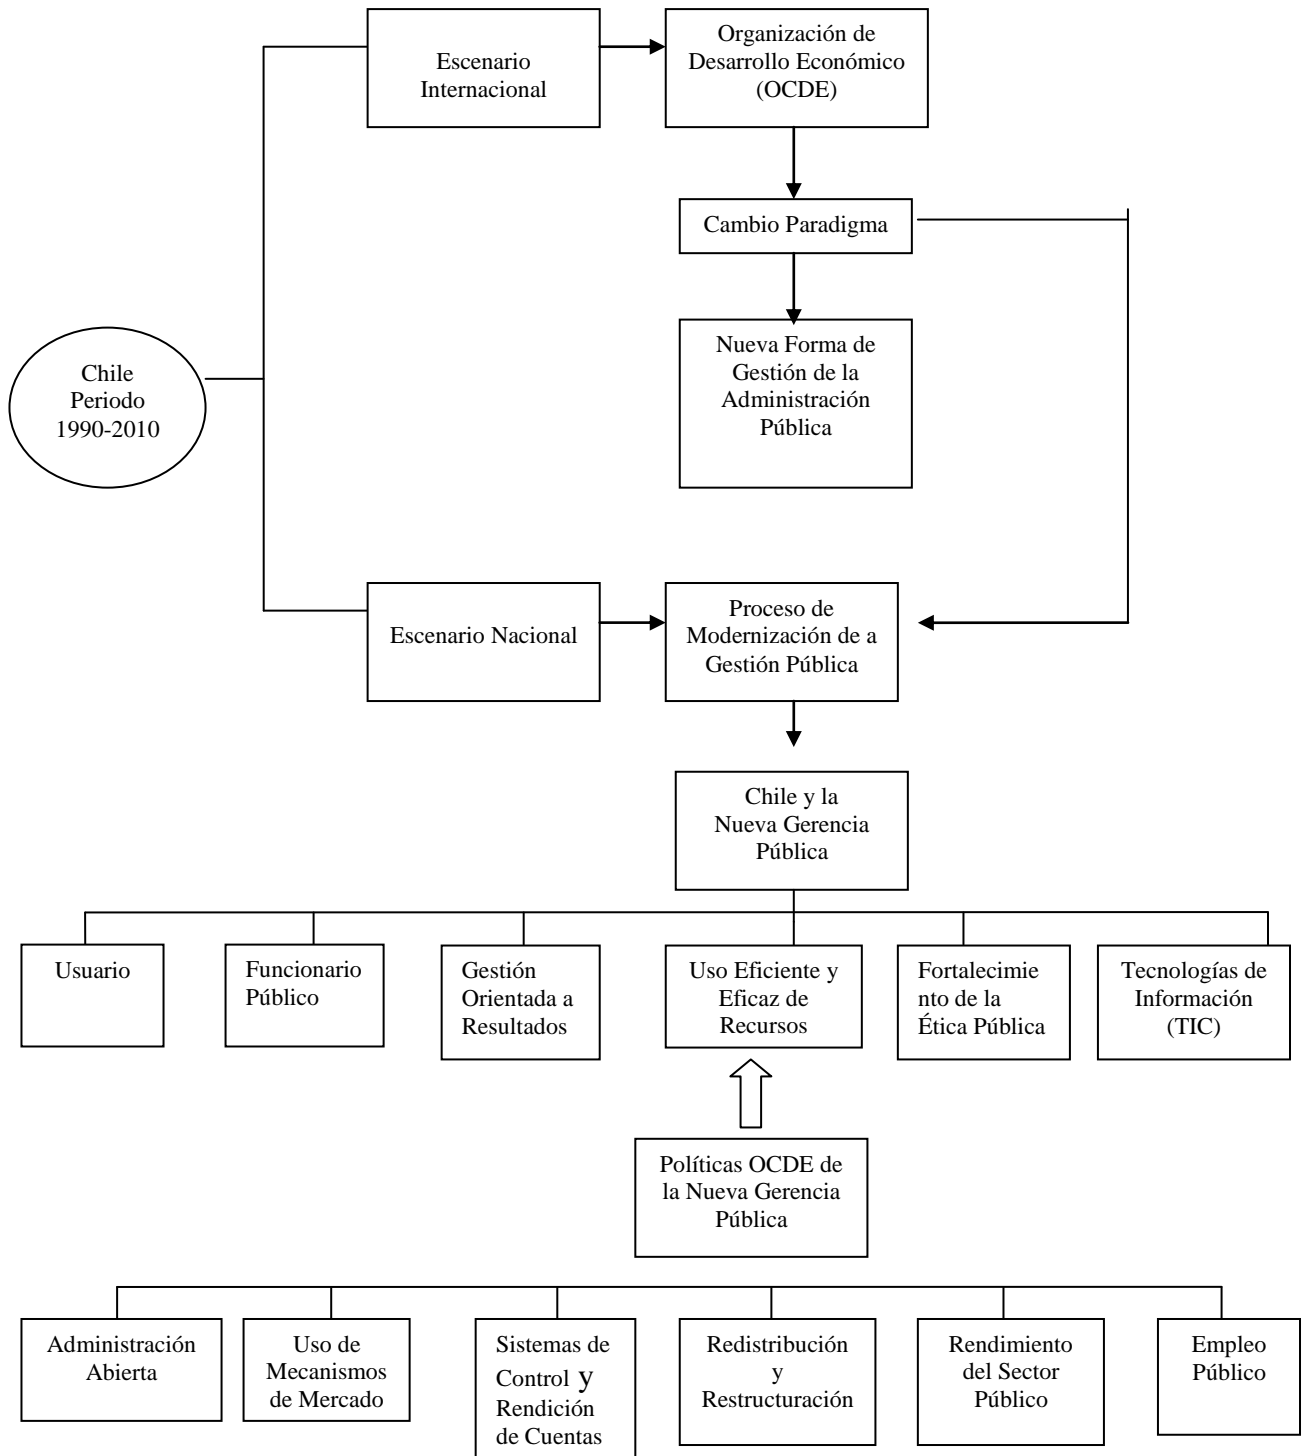 Escenario
Internacional
Organización de
Desarrollo Económico
(OCDE)
Cambio Paradigma
Nueva Forma de
Gestión de la
Administración
Pública
Chile
Periodo
1990-2010
Escenario Nacional
Proceso de
Modernización de a
Gestión Pública
Chile y la
Nueva Gerencia
Pública
Usuario
Funcionario
Público
Gestión
Orientada a
Resultados
Uso Eficiente y
Eficaz de
Recursos
Fortalecimie
nto de la
Ética Pública
Tecnologías de
Información
(TIC)
Políticas OCDE de
la Nueva Gerencia
Pública
Administración
Abierta
Uso de
Mecanismos
de Mercado
Sistemas de
Control y
Rendición
de Cuentas
Redistribución
y
Restructuración
Rendimiento
del Sector
Público
Empleo
Público